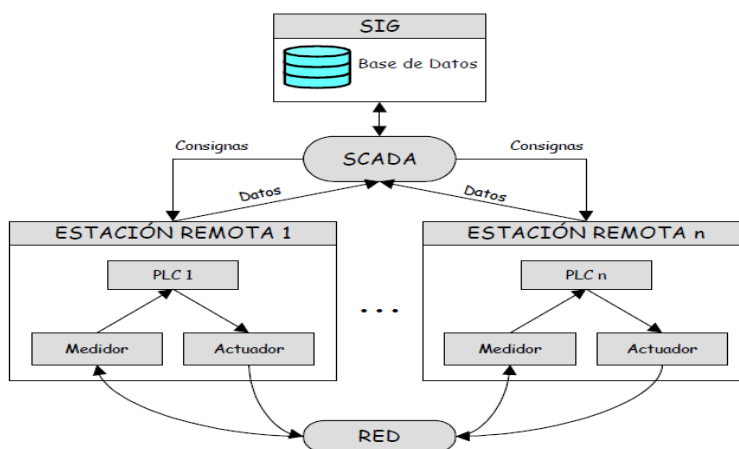 SIG
Base de Datos
Consignas
SCADA
Consignas
Datos
Datos
ESTACIÓN REMOTA 1
ESTACIÓN REMOTA n
PLC 1
PLC n
...
Medidor
Actuador
Medidor
Actuador
RED